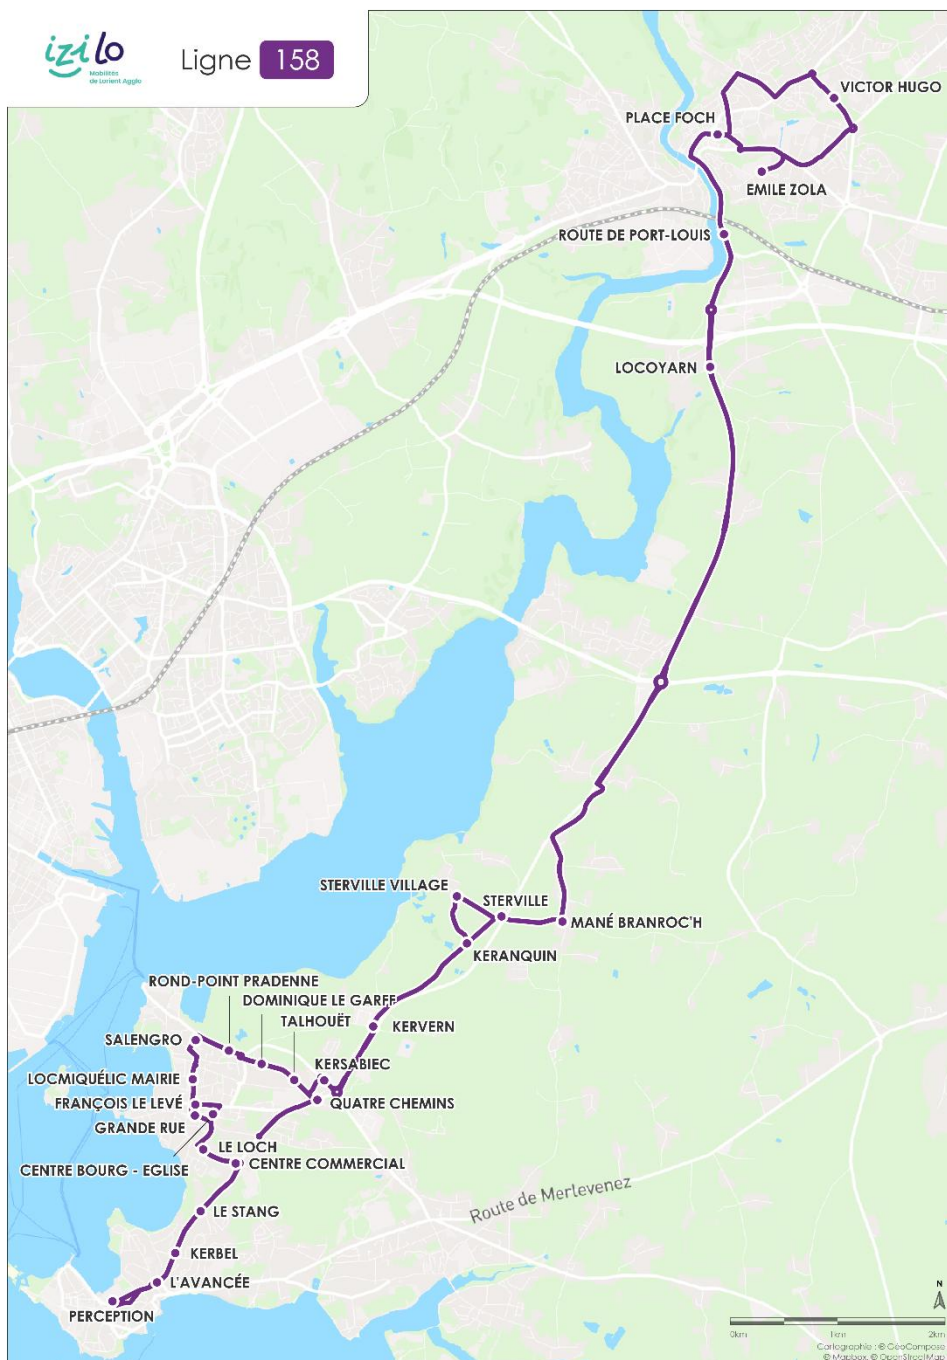 izilo
Mobilités
de Lorient Agglo
Ligne 158
VICTOR HUGO
PLACE FOCH
EMILE ZOLA
ROUTE DE PORT-LOUIS
LOCOYARN
STERVILLE VILLAGE
STERVILLE
MANÉ BRANROC'H
KERANQUIN
ROND-POINT PRADENNE
DOMINIQUE LE GARFF
TALHOUËT
KERVERN
SALENGRO
KERSABIEC
LOCMIQUÉLIC MAIRIE
FRANÇOIS LE LEVÉ
QUATRE CHEMINS
GRANDE RUE
LE LOCH
CENTRE BOURG - EGLISE
CENTRE COMMERCIAL
Route de Merlevenez
LE STANG
KERBEL
L'AVANCÉE
PERCEPTION
N
0km 1km 2km
Cartographie : © GéoCompose
© Mapbox, © OpenStreetMap